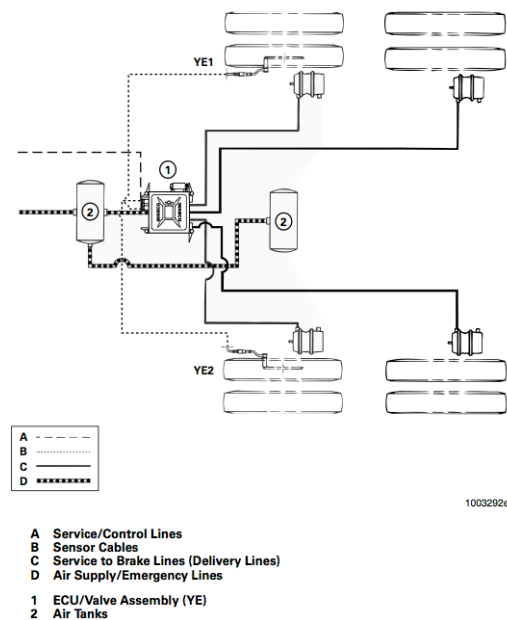 YE1
1
2
2
YE2
A
B
C
D
1003292e
A Service/Control Lines
B Sensor Cables
C Service to Brake Lines (Delivery Lines)
D Air Supply/Emergency Lines
1 ECU/Valve Assembly (YE)
2 Air Tanks